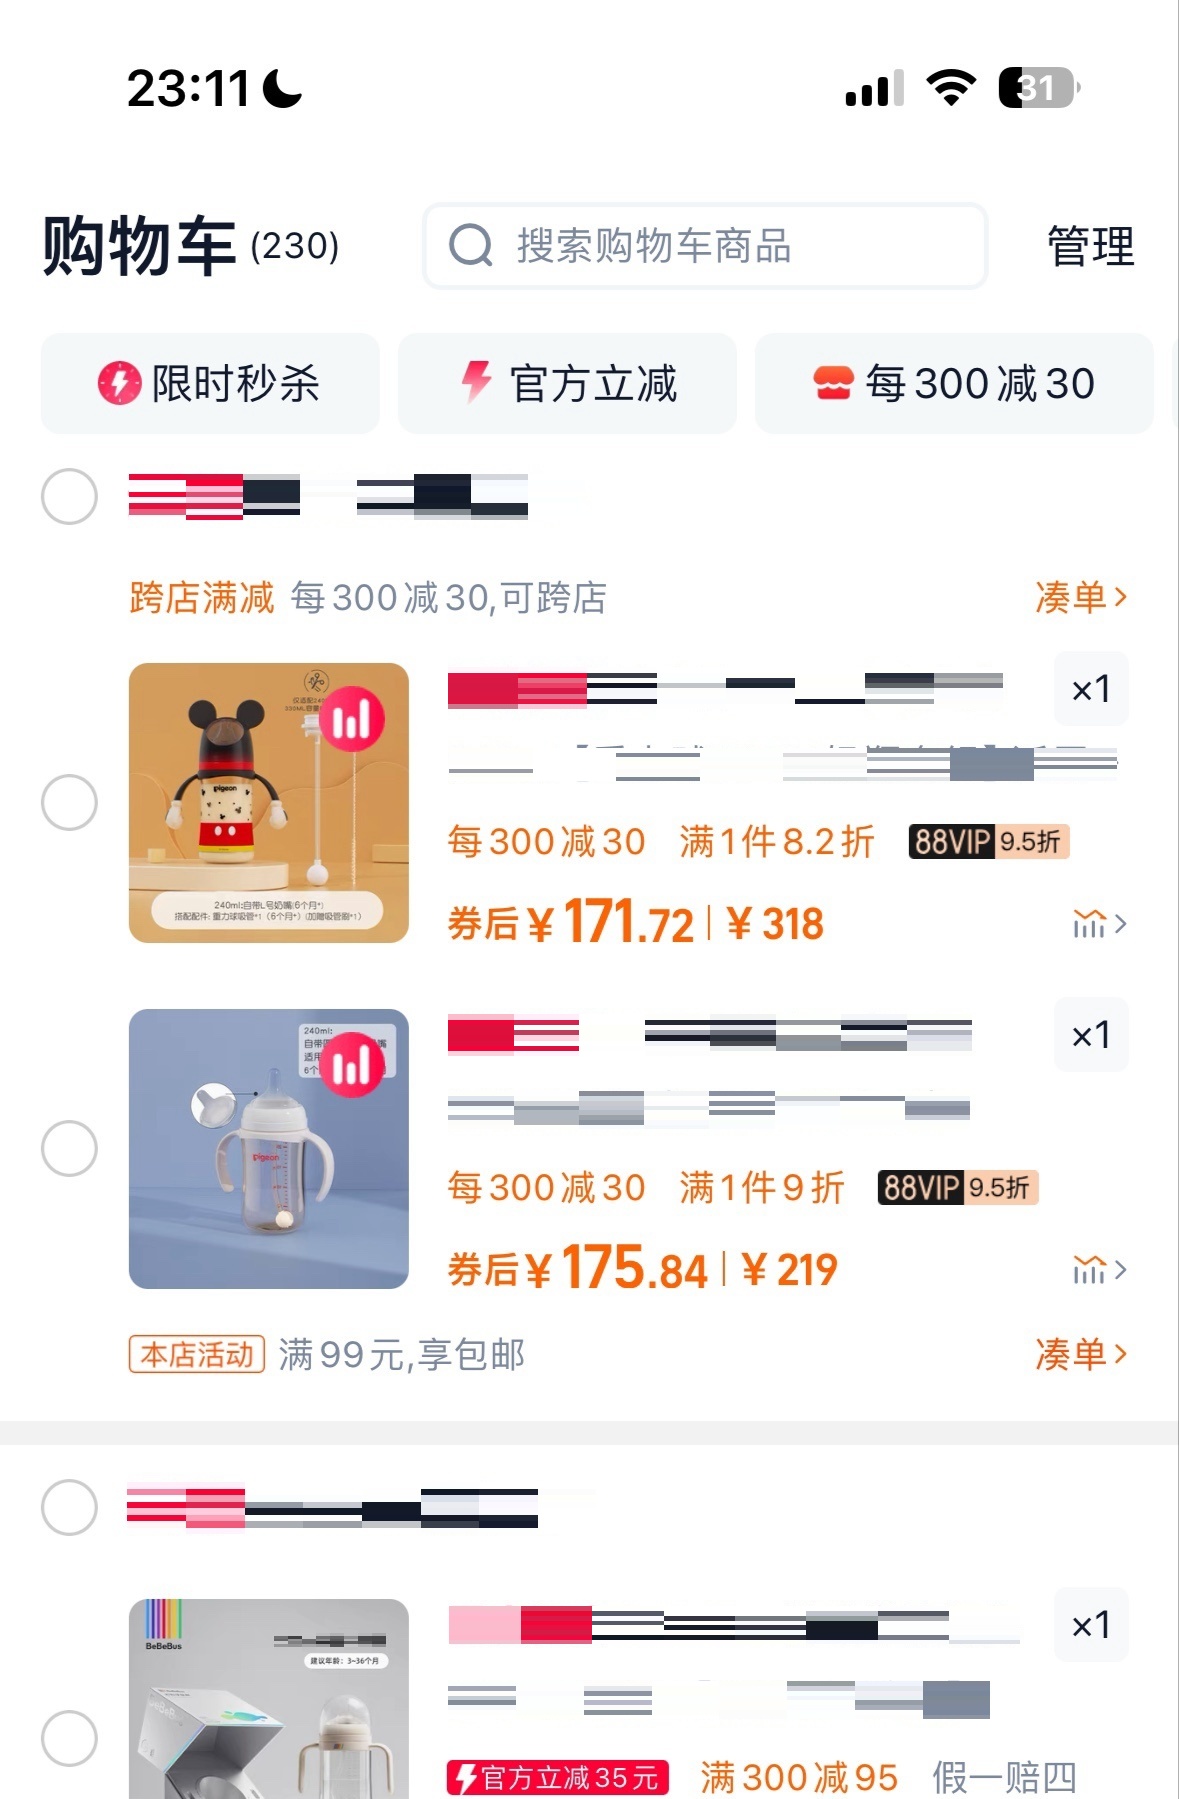 23:11
31
购物车(230)
搜索购物车商品
管理
限时秒杀
官方立减
每300减30
跨店满减 每300减30,可跨店
凑单
pigeon
240ml:自带L号奶嘴(6个月+)
搭配配件: 重力球吸管*1 (6个月+) (加赠吸管刷*1)
×1
每300减30 满1件8.2折 88VIP 9.5折
券后¥171.72 ¥318
240ml:
pigeon
×1
每300减30 满1件9折 88VIP 9.5折
券后¥175.84 ¥219
本店活动 满99元,享包邮
凑单
BeBeBus
建议年龄: 3~36个月
×1
官方立减35元 满300减95 假一赔四